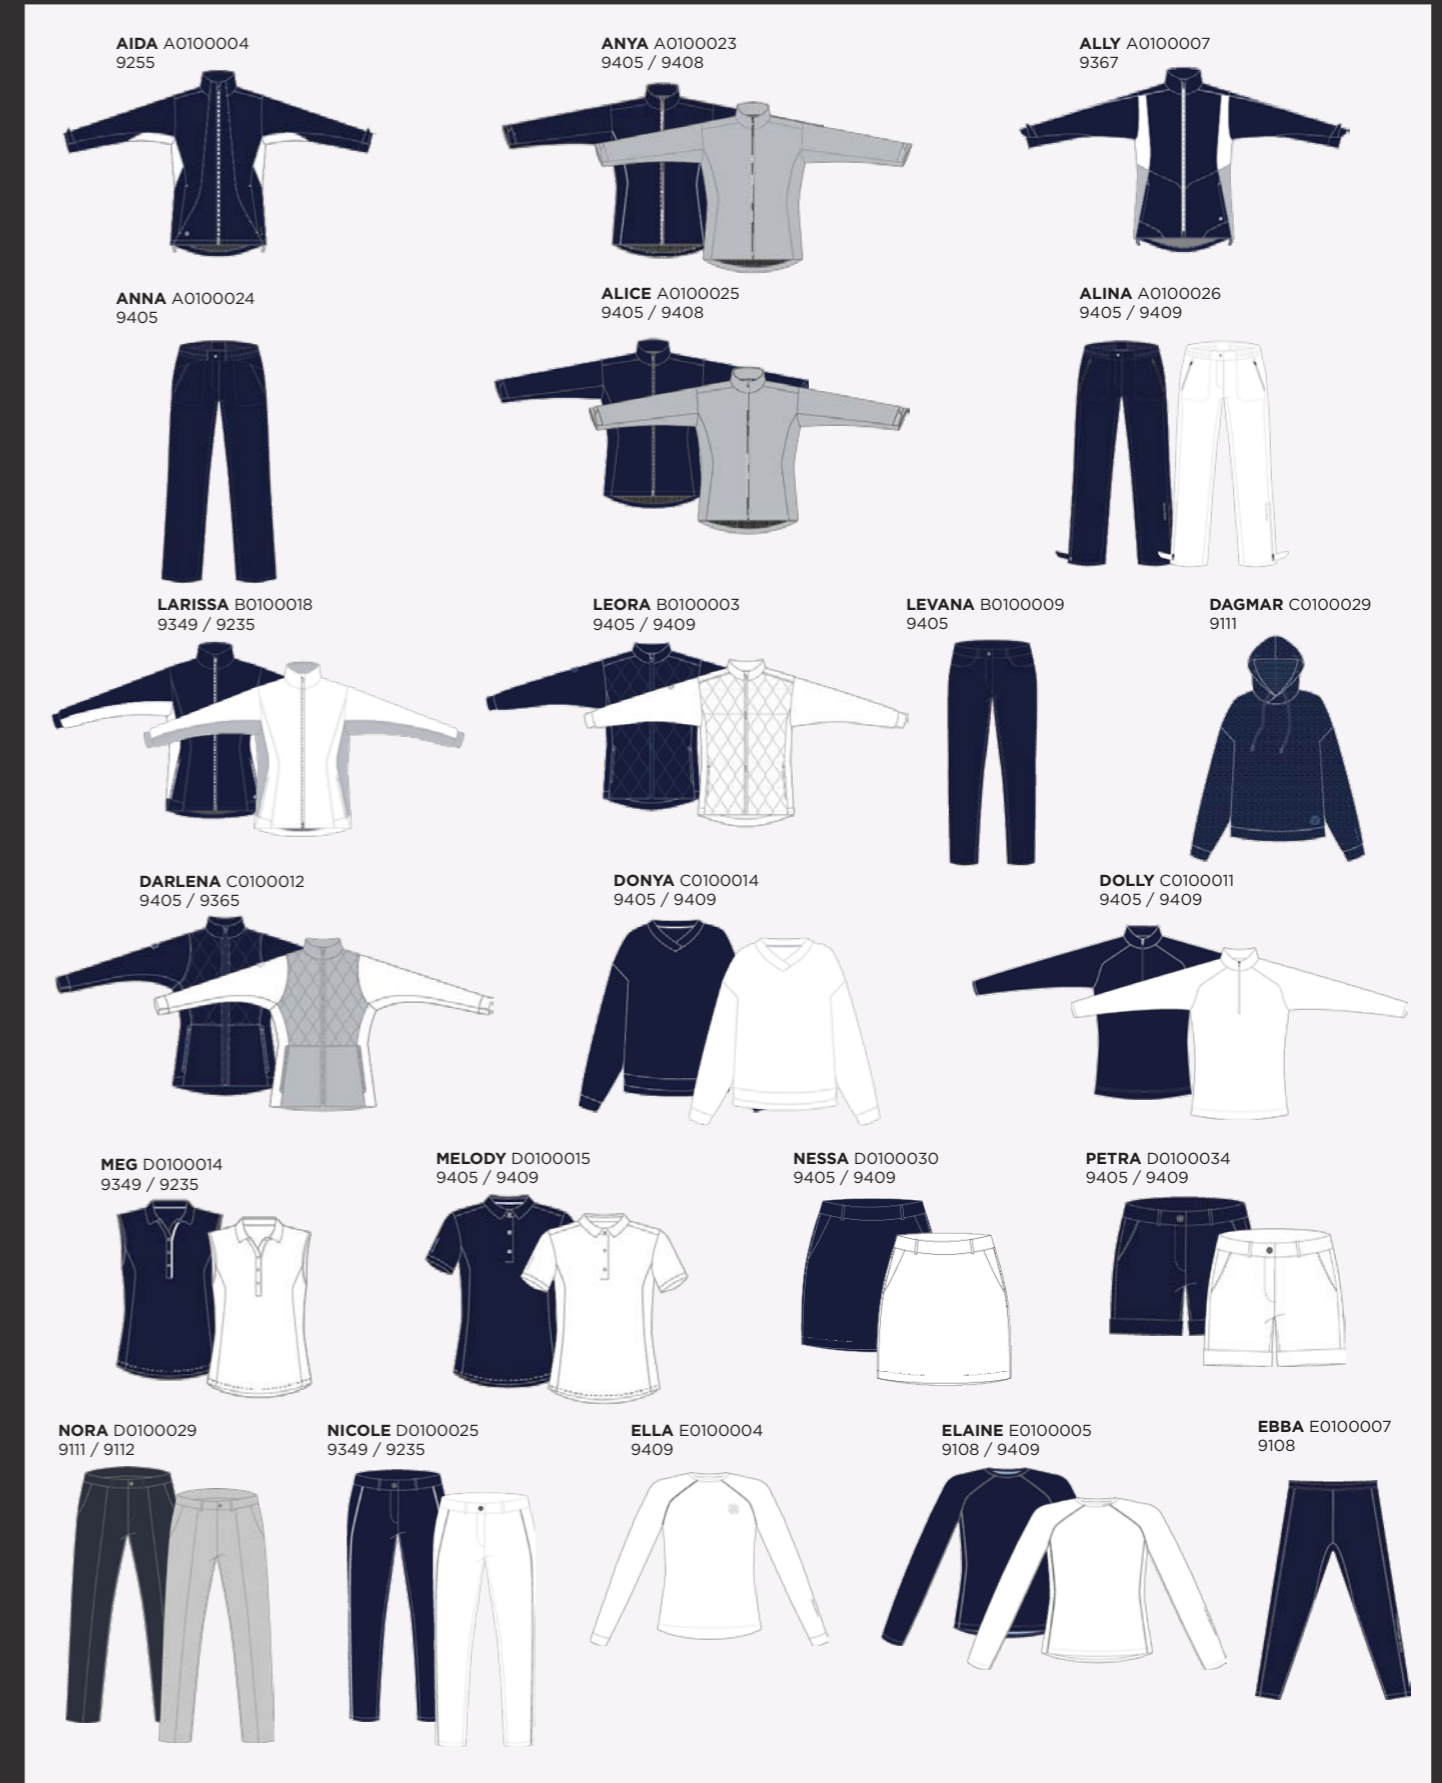 AIDA A0100004
9255
ANYA A0100023
9405 / 9408
ALLY A0100007
9367
ANNA A0100024
9405
ALICE A0100025
9405 / 9408
ALINA A0100026
9405 / 9409
LARISSA B0100018
9349 / 9235
LEORA B0100003
9405 / 9409
LEVANA B0100009
9405
DAGMAR C0100029
9111
DARLENA C0100012
9405 / 9365
DONYA C0100014
9405 / 9409
DOLLY C0100011
9405 / 9409
MEG D0100014
9349 / 9235
MELODY D0100015
9405 / 9409
NESSA D0100030
9405 / 9409
PETRA D0100034
9405 / 9409
NORA D0100029
9111 / 9112
NICOLE D0100025
9349 / 9235
ELLA E0100004
9409
ELAINE E0100005
9108 / 9409
EBBA E0100007
9108